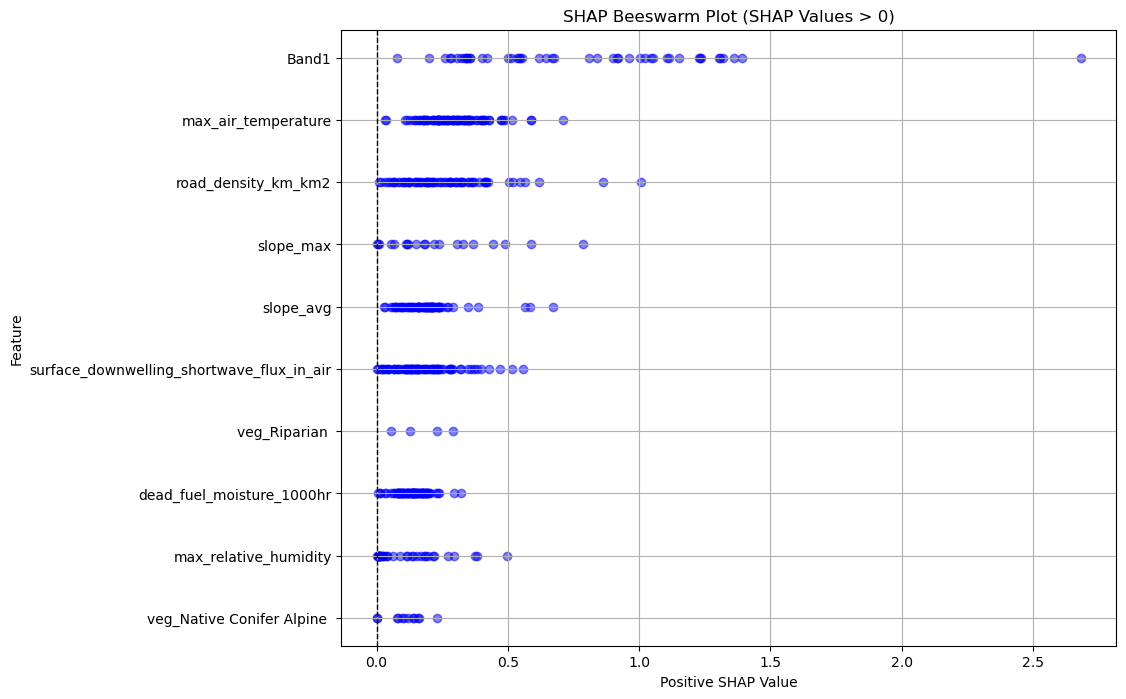 SHAP Beeswarm Plot (SHAP Values > 0)
Feature
Band1
max_air_temperature
road_density_km_km2
slope_max
slope_avg
surface_downwelling_shortwave_flux_in_air
veg_Riparian
dead_fuel_moisture_1000hr
max_relative_humidity
veg_Native Conifer Alpine
0.0 0.5 1.0 1.5 2.0 2.5
Positive SHAP Value